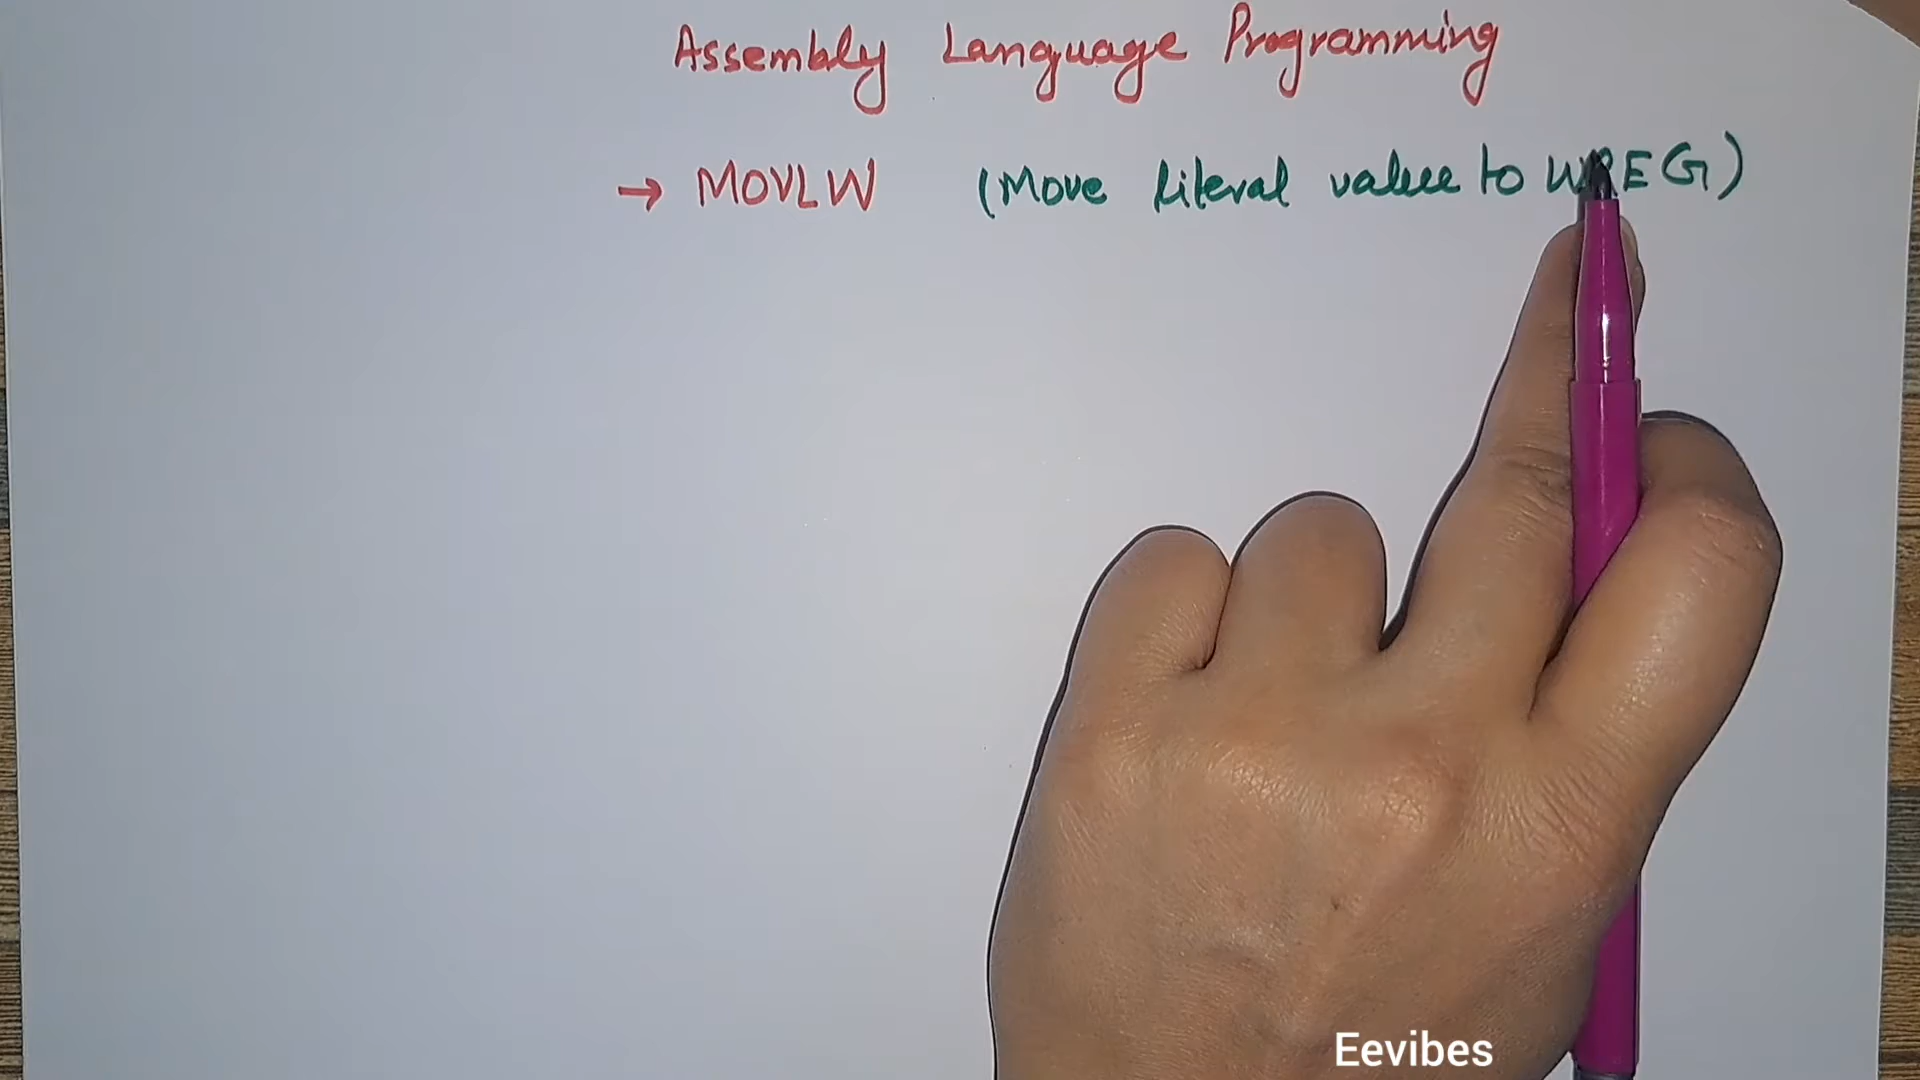 Assembly Language Programming
→ MOVLW (Move literal value to WREG)
Eevibes